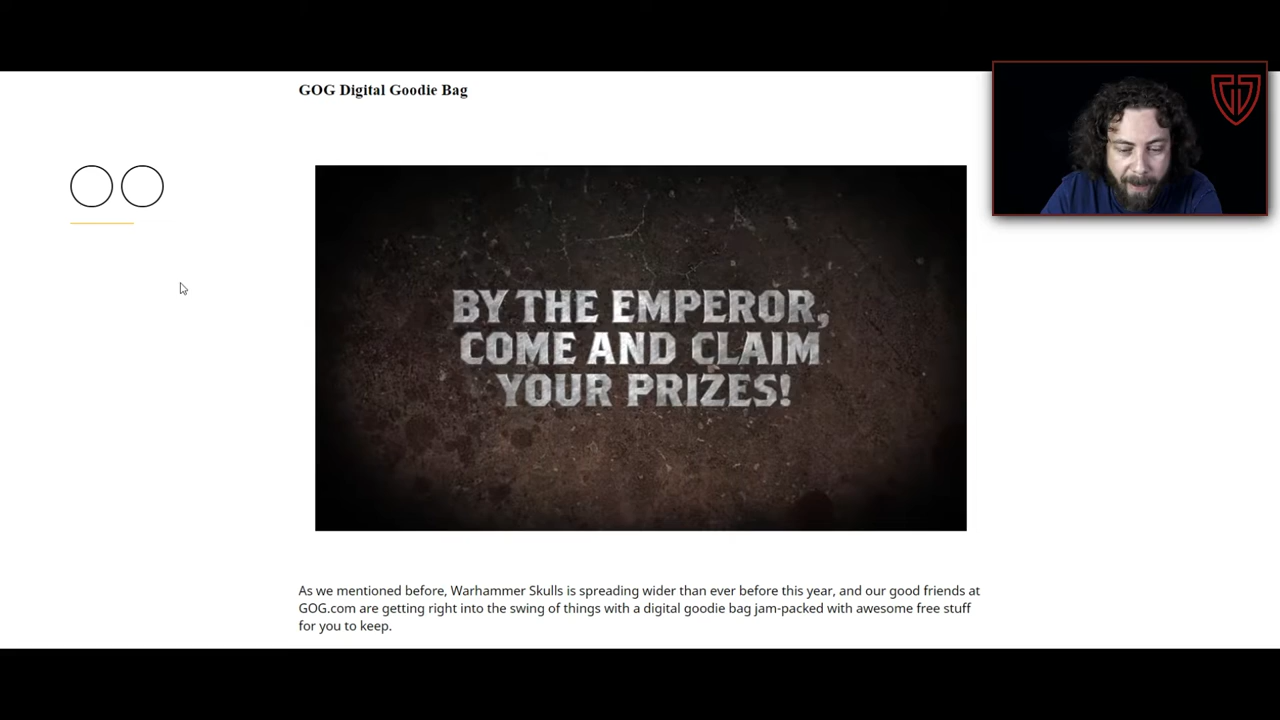 GOG Digital Goodie Bag
BY THE EMPEROR,
COME AND CLAIM
YOUR PRIZES!
As we mentioned before, Warhammer Skulls is spreading wider than ever before this year, and our good friends at
GOG.com are getting right into the swing of things with a digital goodie bag jam-packed with awesome free stuff
for you to keep.